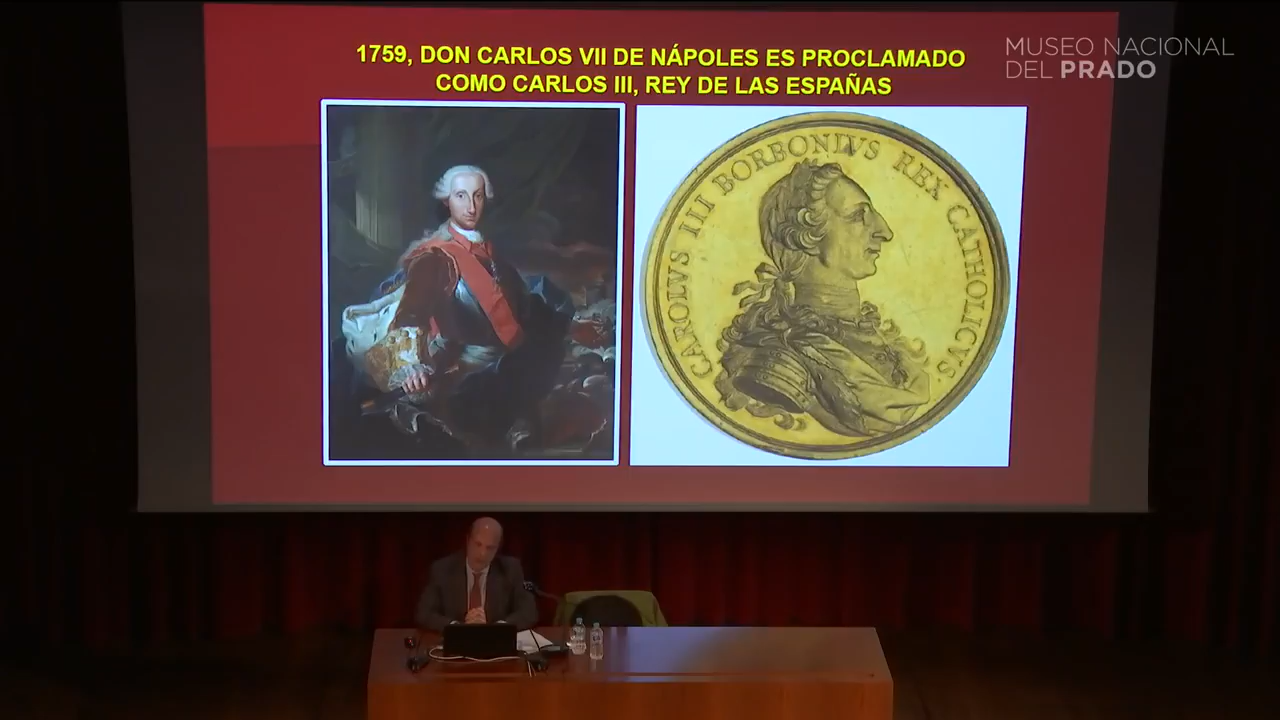 1759, DON CARLOS VII DE NÁPOLES ES PROCLAMADO
COMO CARLOS III, REY DE LAS ESPAÑAS
MUSEO NACIONAL
DEL PRADO
CAROLVS III BORBONIVS REX CATHOLICVS